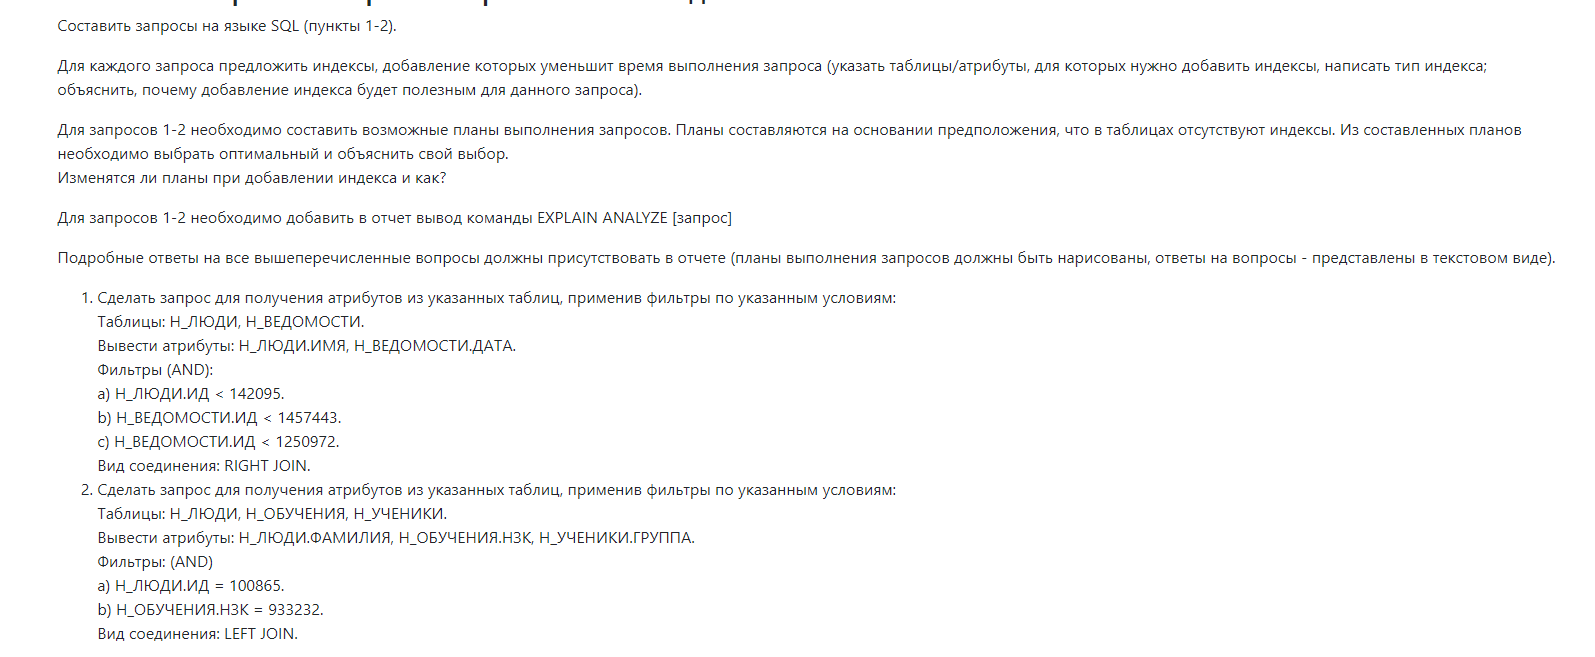 Составить запросы на языке SQL (пункты 1-2).
Для каждого запроса предложить индексы, добавление которых уменьшит время выполнения запроса (указать таблицы/атрибуты, для которых нужно добавить индексы, написать тип индекса;
объяснить, почему добавление индекса будет полезным для данного запроса).
Для запросов 1-2 необходимо составить возможные планы выполнения запросов. Планы составляются на основании предположения, что в таблицах отсутствуют индексы. Из составленных планов
необходимо выбрать оптимальный и объяснить свой выбор.
Изменятся ли планы при добавлении индекса и как?
Для запросов 1-2 необходимо добавить в отчет вывод команды EXPLAIN ANALYZE [запрос]
Подробные ответы на все вышеперечисленные вопросы должны присутствовать в отчете (планы выполнения запросов должны быть нарисованы, ответы на вопросы - представлены в текстовом виде).
1. Сделать запрос для получения атрибутов из указанных таблиц, применив фильтры по указанным условиям:
Таблицы: Н_ЛЮДИ, Н_ВЕДОМОСТИ.
Вывести атрибуты: Н_ЛЮДИ.ИМЯ, Н_ВЕДОМОСТИ.ДАТА.
Фильтры (AND):
a) Н_ЛЮДИ.ИД < 142095.
b) Н_ВЕДОМОСТИ.ИД < 1457443.
c) Н_ВЕДОМОСТИ.ИД < 1250972.
Вид соединения: RIGHT JOIN.
2. Сделать запрос для получения атрибутов из указанных таблиц, применив фильтры по указанным условиям:
Таблицы: Н_ЛЮДИ, Н_ОБУЧЕНИЯ, Н_УЧЕНИКИ.
Вывести атрибуты: Н_ЛЮДИ.ФАМИЛИЯ, Н_ОБУЧЕНИЯ.НЗК, Н_УЧЕНИКИ.ГРУППА.
Фильтры: (AND)
a) Н_ЛЮДИ.ИД = 100865.
b) Н_ОБУЧЕНИЯ.НЗК = 933232.
Вид соединения: LEFT JOIN.